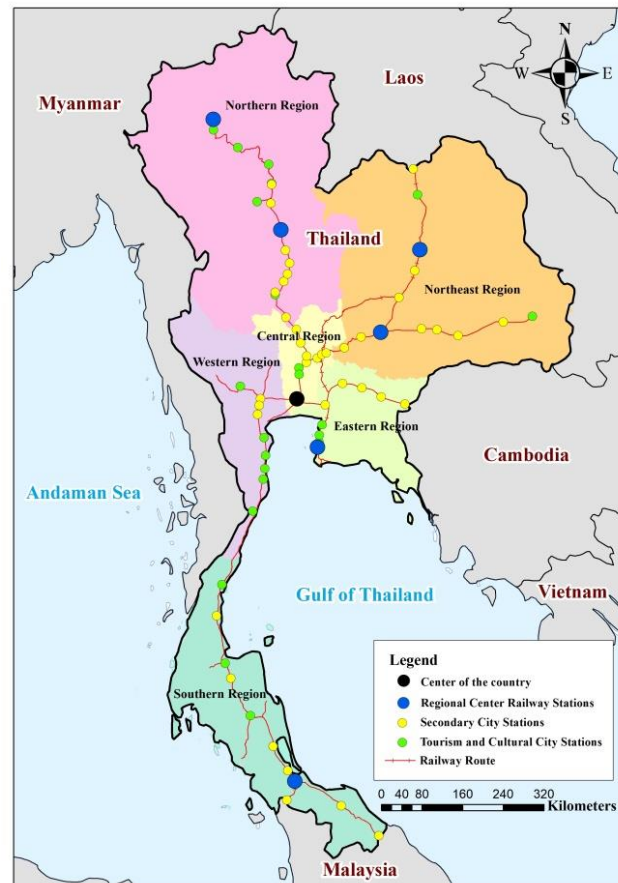 N
W
E
S
Myanmar
Laos
Northern Region
Thailand
Northeast Region
Central Region
Western Region
Eastern Region
Cambodia
Andaman Sea
Gulf of Thailand
Vietnam
Southern Region
Legend
Center of the country
Regional Center Railway Stations
Secondary City Stations
Tourism and Cultural City Stations
Railway Route
0 40 80 160 240 320
Kilometers
Malaysia